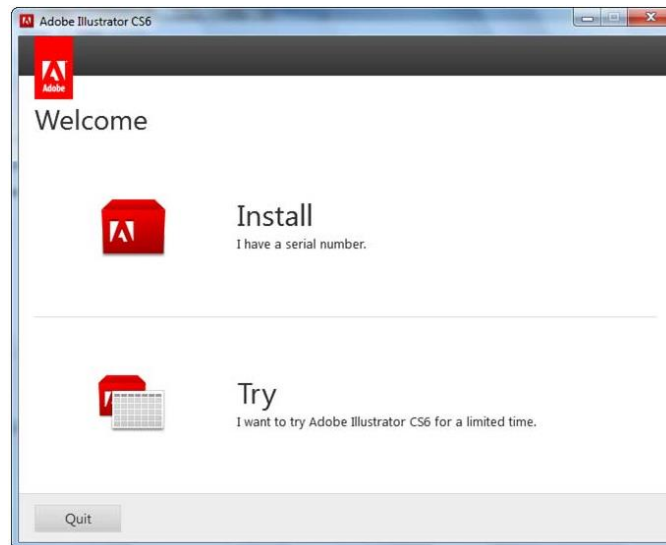 Adobe Illustrator CS6
Adobe
Welcome
Install
I have a serial number.
Try
I want to try Adobe Illustrator CS6 for a limited time.
Quit